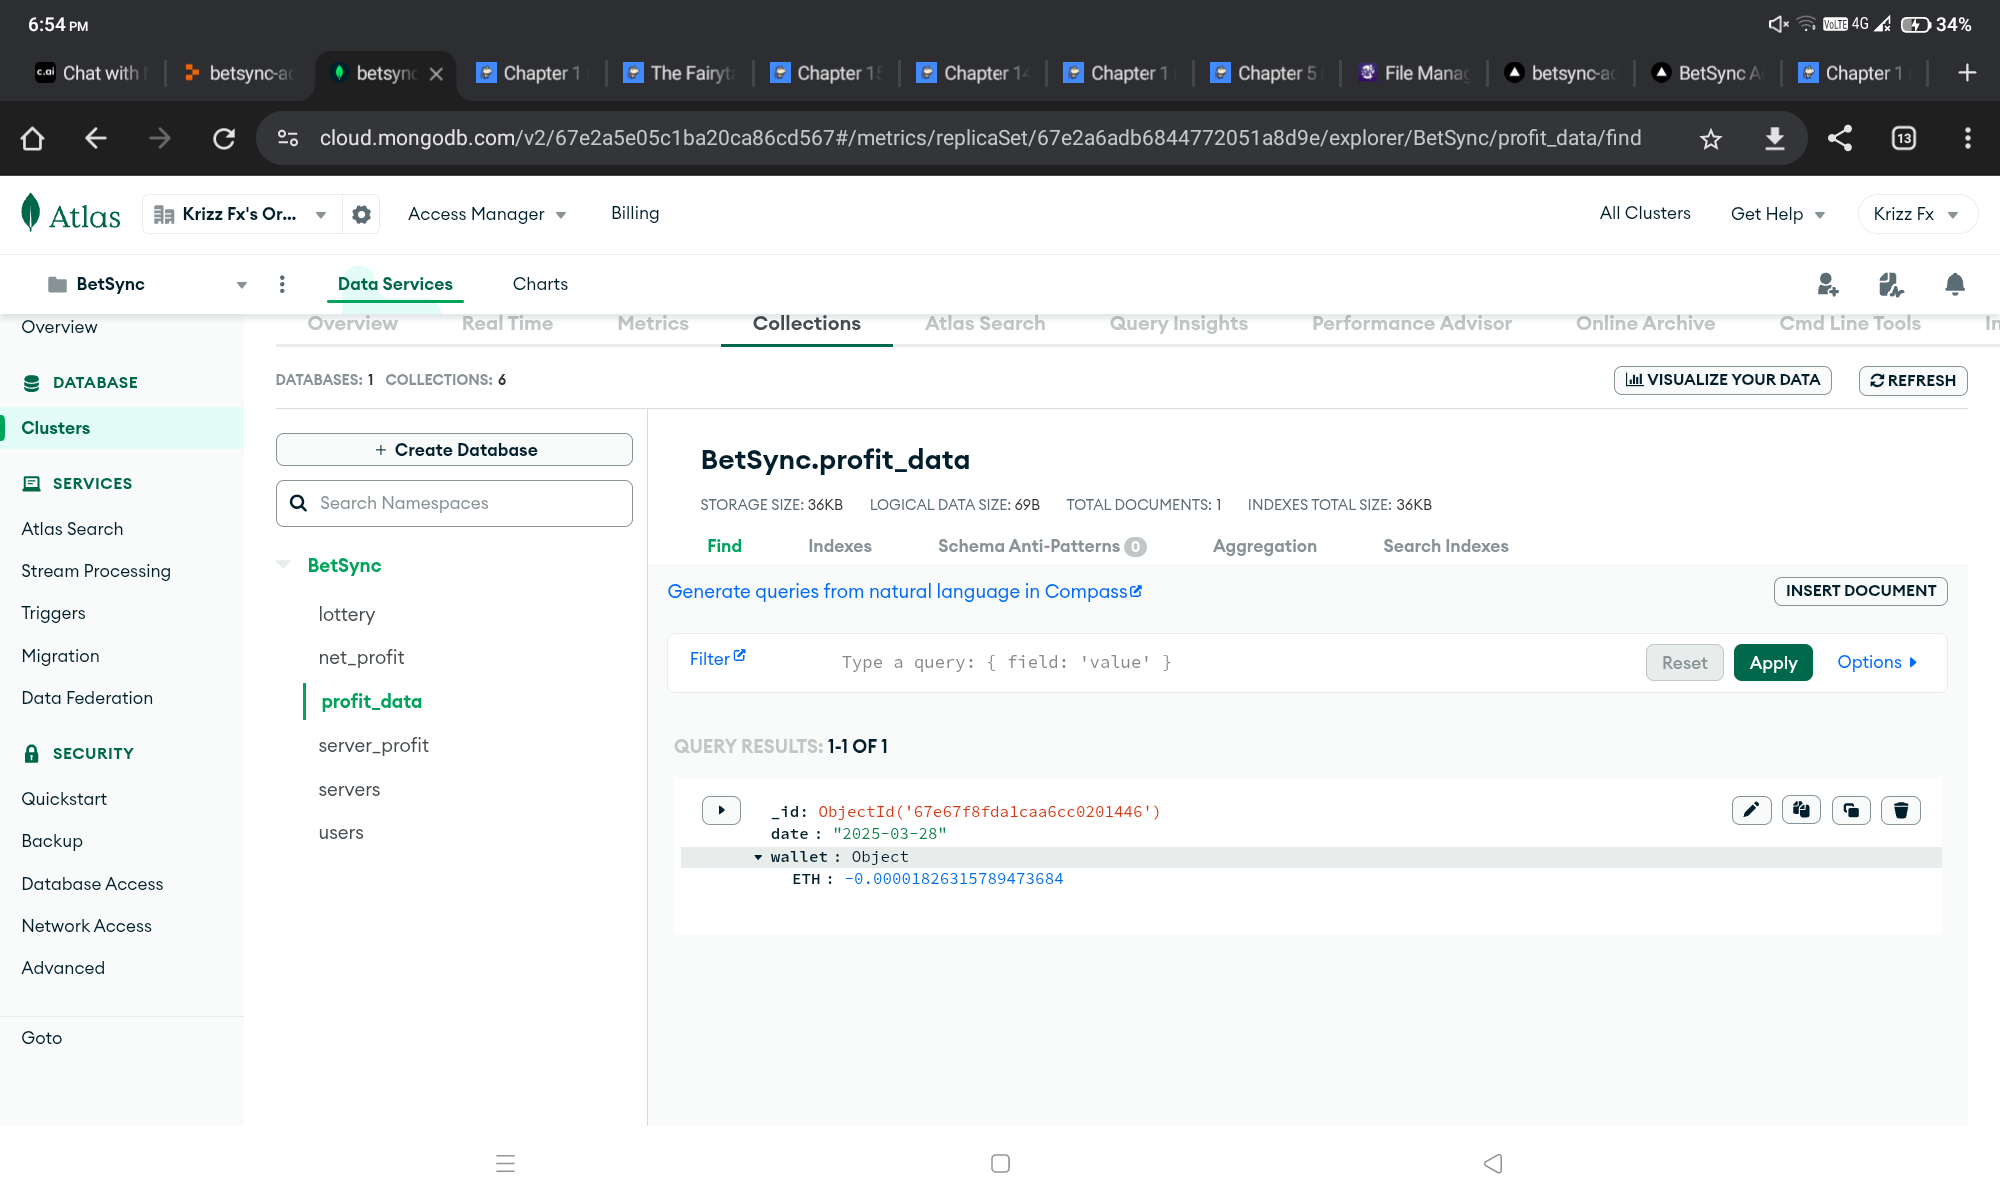 6:54 PM
VoLTE 4G 34%
c.ai Chat with
betsync-ac
betsync
Chapter 1
The Fairyta
Chapter 15
Chapter 14
Chapter 1
Chapter 5
File Manag
betsync-ac
BetSync A
Chapter 1
cloud.mongodb.com/v2/67e2a5e05c1ba20ca86cd567#/metrics/replicaSet/67e2a6adb6844772051a8d9e/explorer/BetSync/profit_data/find
13
Atlas
Krizz Fx's Or...
Access Manager
Billing
All Clusters
Get Help
Krizz Fx
BetSync
Data Services
Charts
Overview
DATABASE
Clusters
SERVICES
Atlas Search
Stream Processing
Triggers
Migration
Data Federation
SECURITY
Quickstart
Backup
Database Access
Network Access
Advanced
Goto
Overview
Real Time
Metrics
Collections
Atlas Search
Query Insights
Performance Advisor
Online Archive
Cmd Line Tools
In
DATABASES: 1 COLLECTIONS: 6
VISUALIZE YOUR DATA
REFRESH
+ Create Database
Search Namespaces
BetSync
lottery
net_profit
profit_data
server_profit
servers
users
BetSync.profit_data
STORAGE SIZE: 36KB LOGICAL DATA SIZE: 69B TOTAL DOCUMENTS: 1 INDEXES TOTAL SIZE: 36KB
Find
Indexes
Schema Anti-Patterns 0
Aggregation
Search Indexes
Generate queries from natural language in Compass
INSERT DOCUMENT
Filter
Type a query: { field: 'value' }
Reset
Apply
Options
QUERY RESULTS: 1-1 OF 1
_id: ObjectId('67e67f8fda1caa6cc0201446')
date : "2025-03-28"
wallet : Object
ETH : -0.00001826315789473684